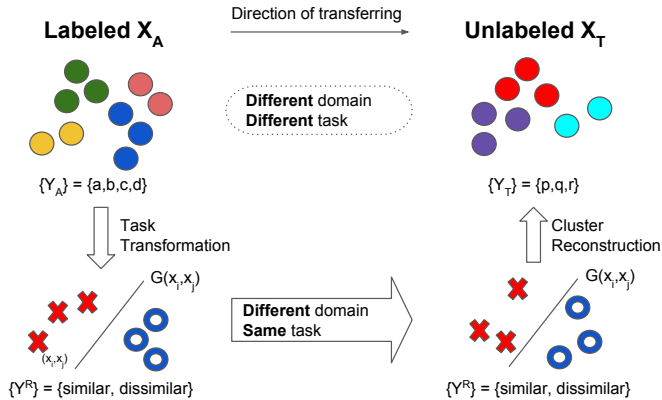 Direction of transferring
Labeled X_A
Unlabeled X_T
Different domain
Different task
{Y_A} = {a,b,c,d}
{Y_T} = {p,q,r}
Task
Transformation
Cluster
Reconstruction
G(x_i,x_j)
G(x_i,x_j)
Different domain
Same task
(x_i,x_j)
{Y^R} = {similar, dissimilar}
{Y^R} = {similar, dissimilar}